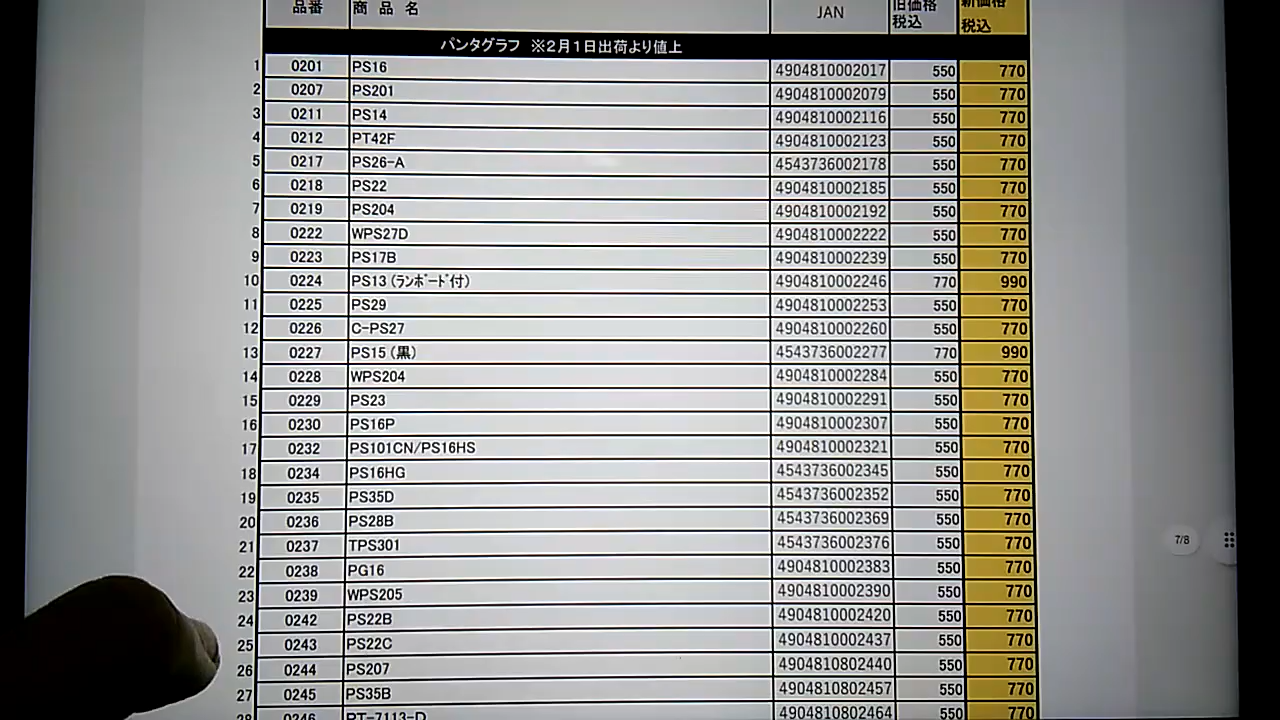 品番 商 品 名 JAN 旧価格 税込 新価格 税込
パンタグラフ ※2月1日出荷より値上
1 0201 PS16 4904810002017 550 770
2 0207 PS201 4904810002079 550 770
3 0211 PS14 4904810002116 550 770
4 0212 PT42F 4904810002123 550 770
5 0217 PS26-A 4543736002178 550 770
6 0218 PS22 4904810002185 550 770
7 0219 PS204 4904810002192 550 770
8 0222 WPS27D 4904810002222 550 770
9 0223 PS17B 4904810002239 550 770
10 0224 PS13 (ﾗﾝﾎﾞｰﾄﾞ付) 4904810002246 770 990
11 0225 PS29 4904810002253 550 770
12 0226 C-PS27 4904810002260 550 770
13 0227 PS15 (黒) 4543736002277 770 990
14 0228 WPS204 4904810002284 550 770
15 0229 PS23 4904810002291 550 770
16 0230 PS16P 4904810002307 550 770
17 0232 PS101CN/PS16HS 4904810002321 550 770
18 0234 PS16HG 4543736002345 550 770
19 0235 PS35D 4543736002352 550 770
20 0236 PS28B 4543736002369 550 770
21 0237 TPS301 4543736002376 550 770
22 0238 PG16 4904810002383 550 770
23 0239 WPS205 4904810002390 550 770
24 0242 PS22B 4904810002420 550 770
25 0243 PS22C 4904810002437 550 770
26 0244 PS207 4904810802440 550 770
27 0245 PS35B 4904810802457 550 770
28 0246 PT-7113-D 4904810802464 550 770
7/8